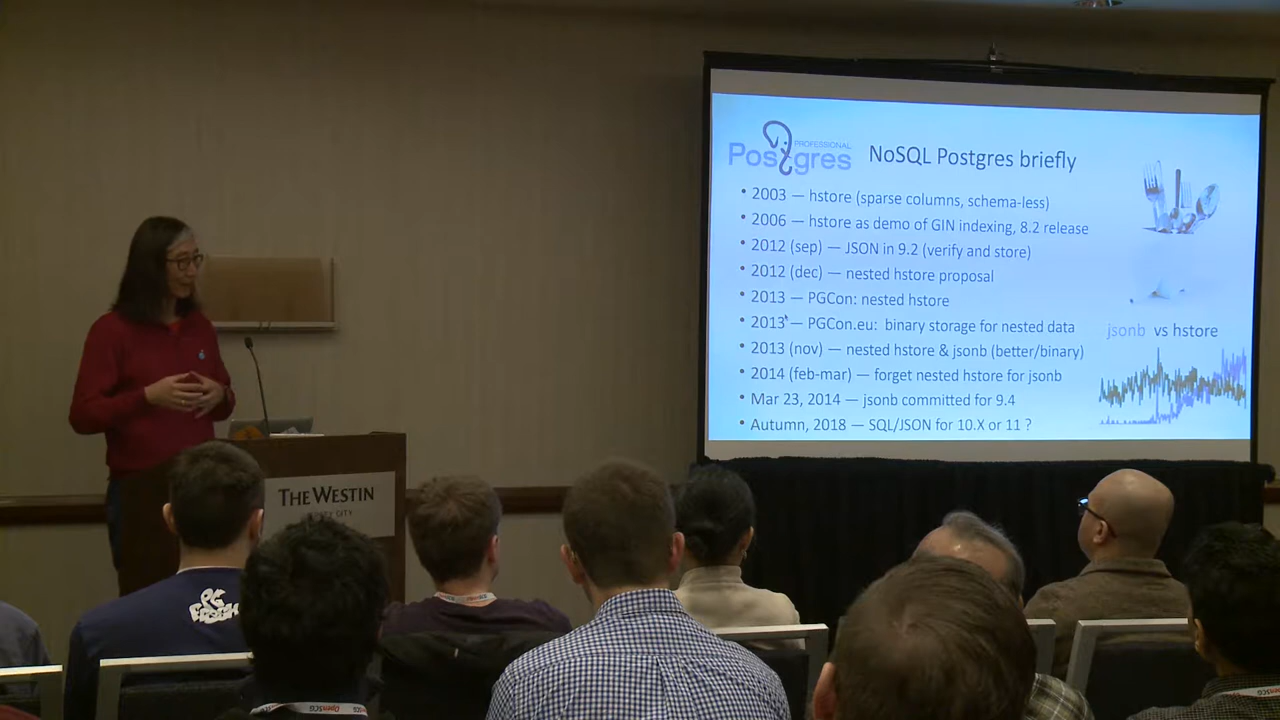 PROFESSIONAL
Postgres
NoSQL Postgres briefly
• 2003 — hstore (sparse columns, schema-less)
• 2006 — hstore as demo of GIN indexing, 8.2 release
• 2012 (sep) — JSON in 9.2 (verify and store)
• 2012 (dec) — nested hstore proposal
• 2013 — PGCon: nested hstore
• 2013 — PGCon.eu: binary storage for nested data
• 2013 (nov) — nested hstore & jsonb (better/binary)
• 2014 (feb-mar) — forget nested hstore for jsonb
• Mar 23, 2014 — jsonb committed for 9.4
• Autumn, 2018 — SQL/JSON for 10.X or 11 ?
jsonb vs hstore
THE WESTIN
CITY
PG
OpenSCG